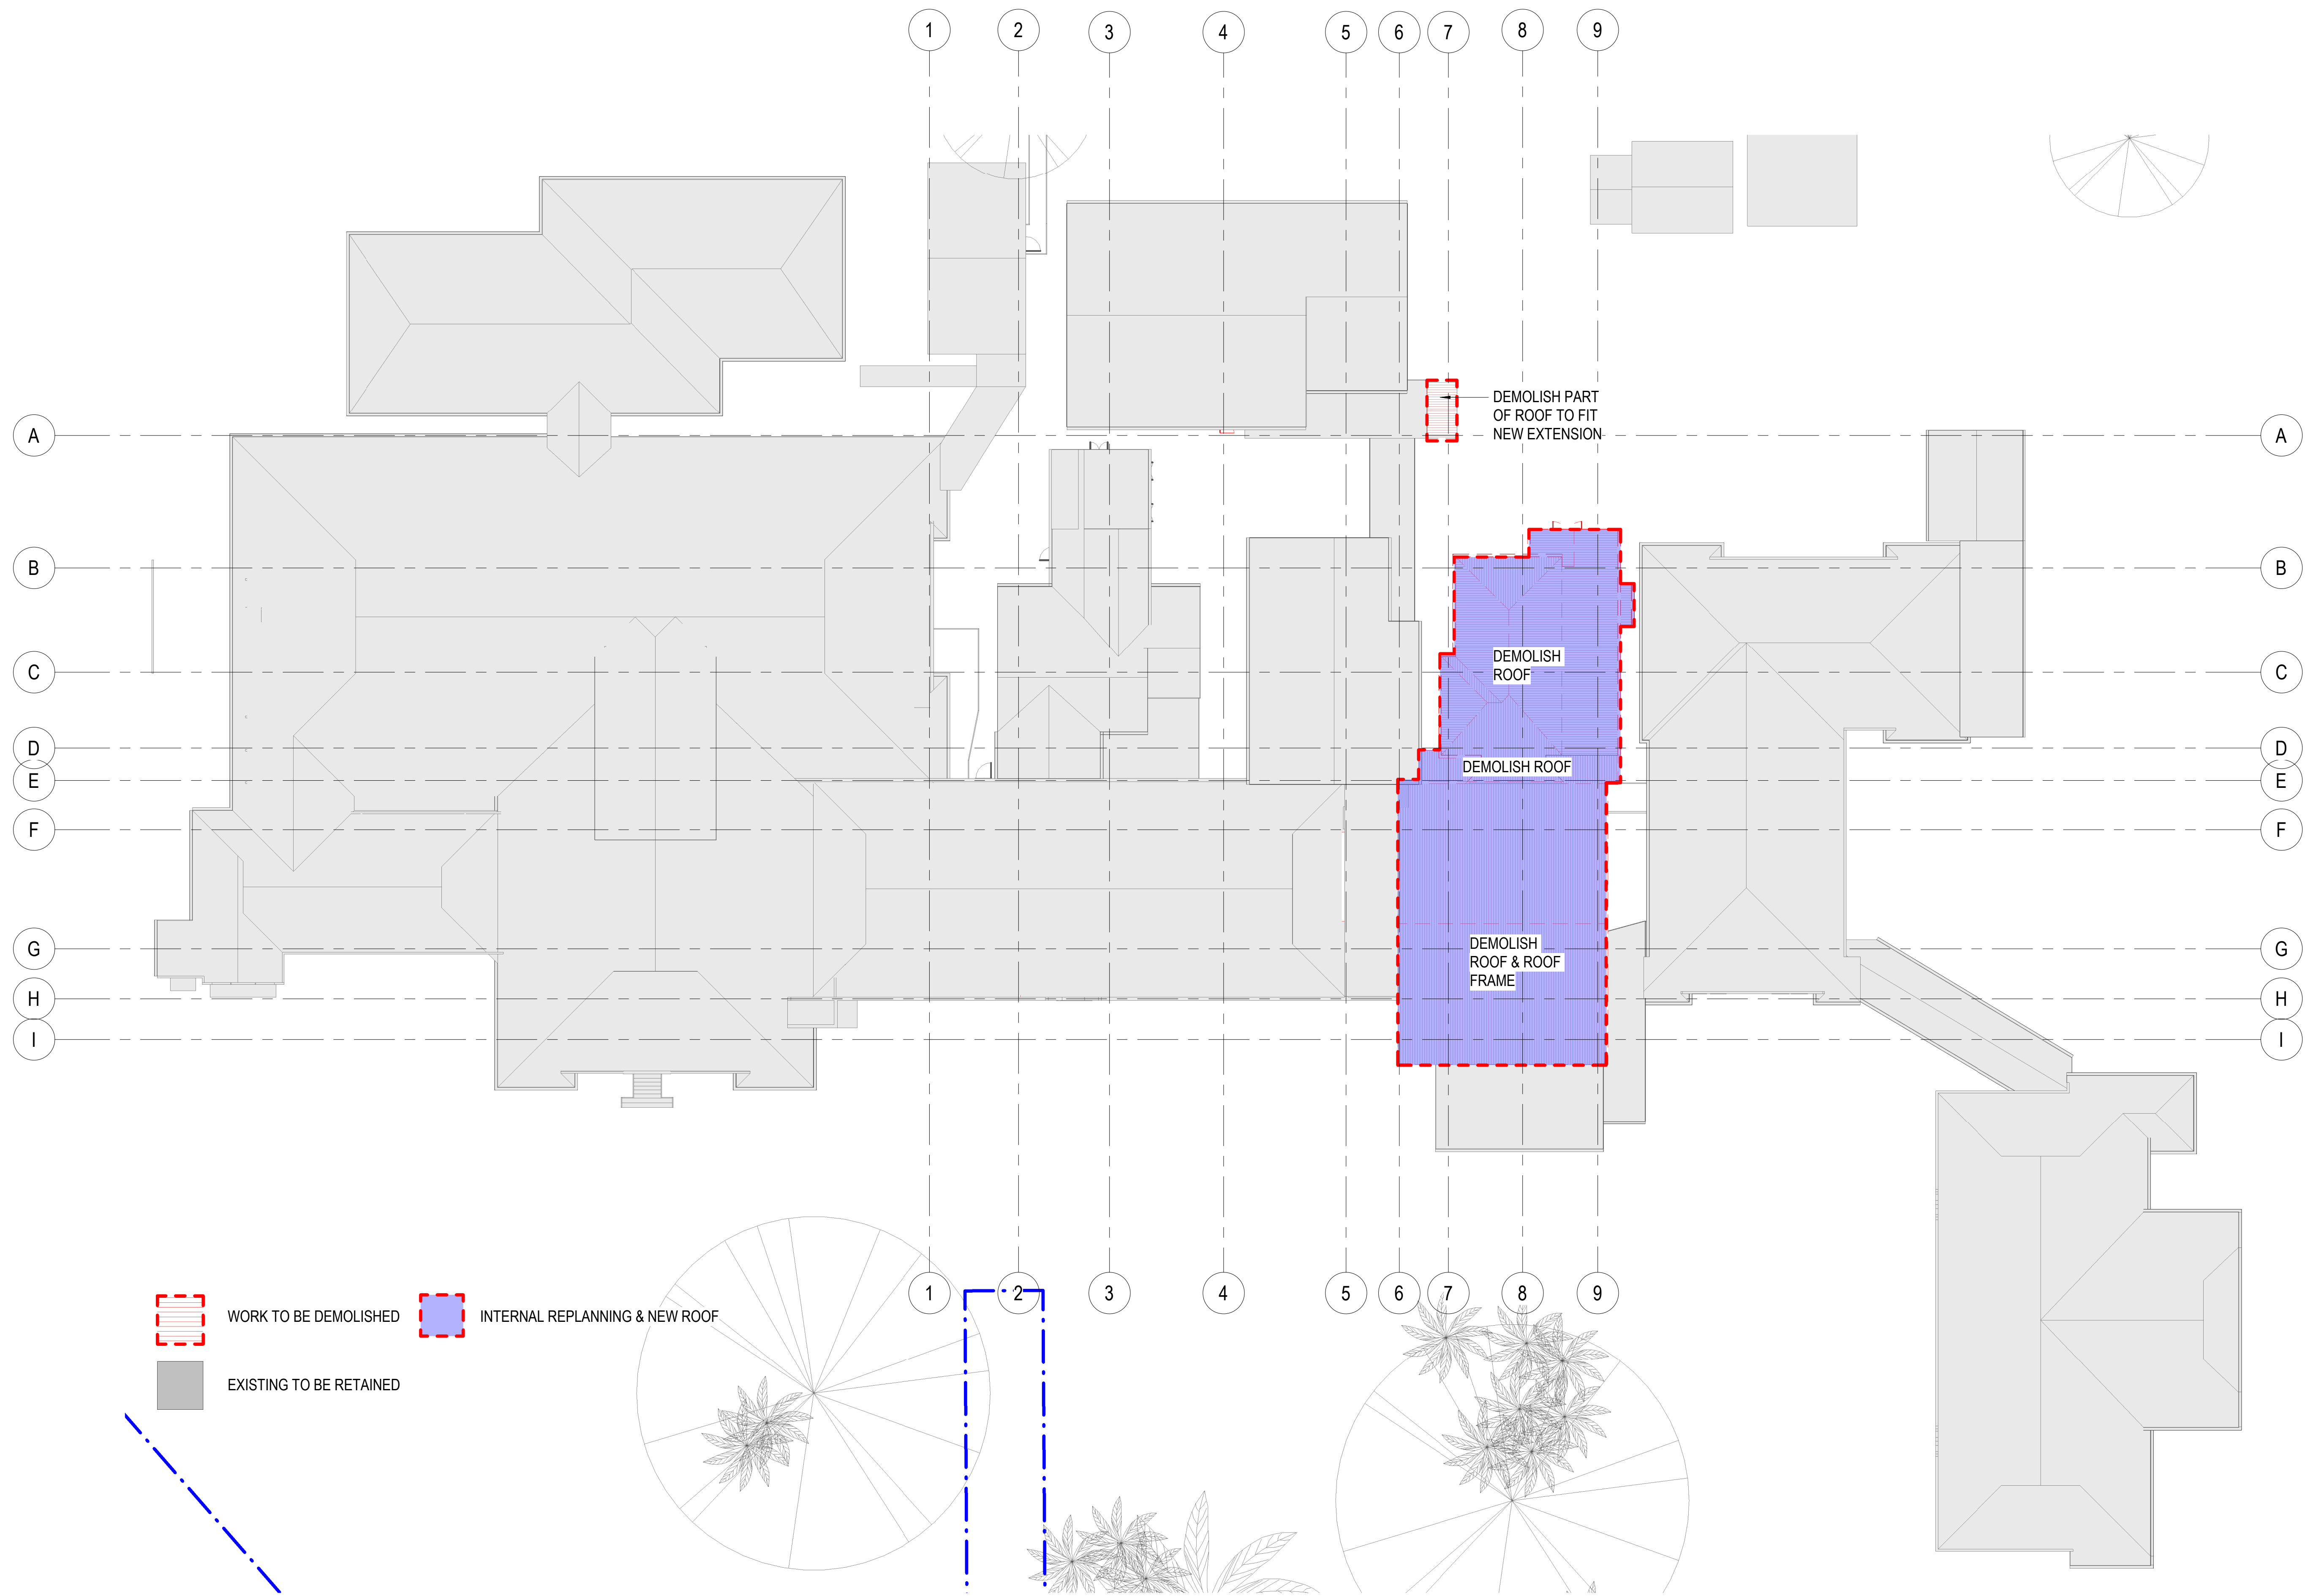 1 2 3 4 5 6 7 8 9
DEMOLISH PART
OF ROOF TO FIT
NEW EXTENSION
A A
B B
DEMOLISH
ROOF
C C
D D
DEMOLISH ROOF
E E
F F
DEMOLISH
ROOF & ROOF
FRAME
G G
H H
I I
1 2 3 4 5 6 7 8 9
WORK TO BE DEMOLISHED
INTERNAL REPLANNING & NEW ROOF
EXISTING TO BE RETAINED